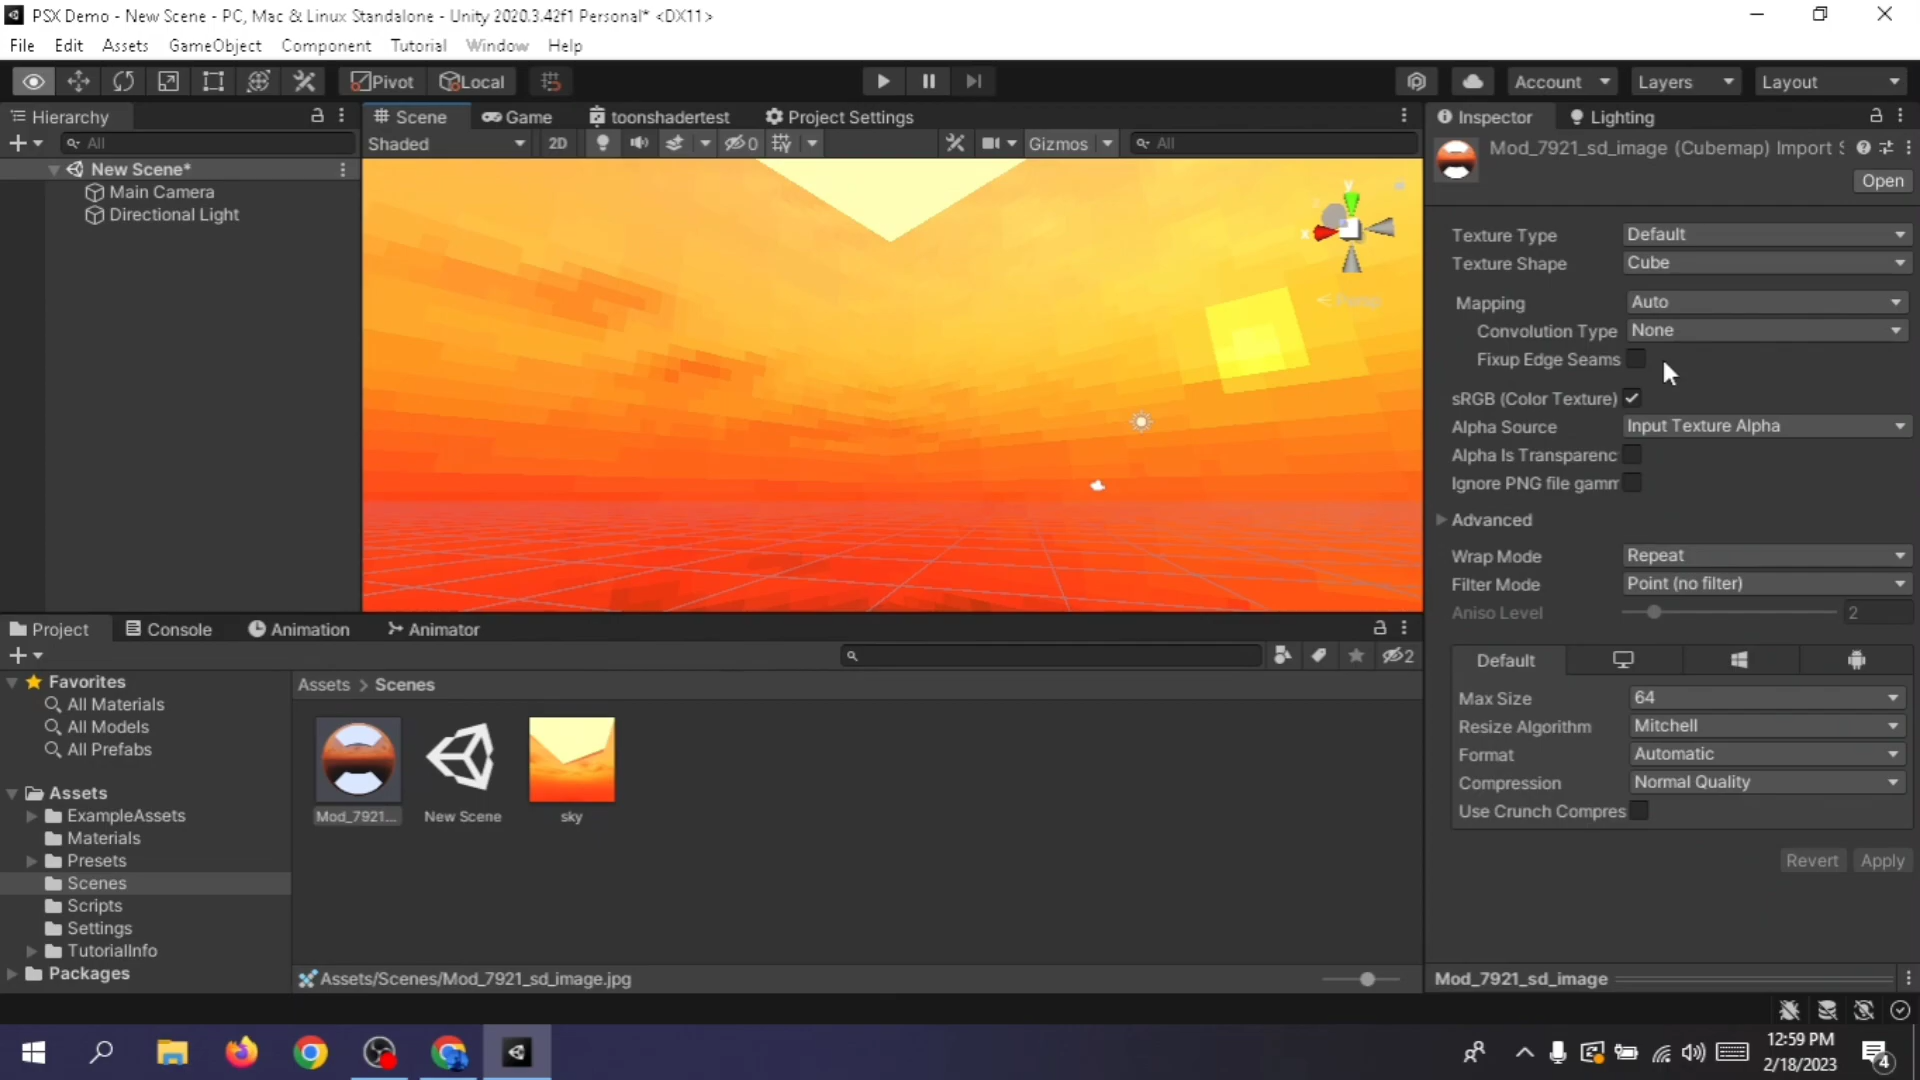 PSX Demo - New Scene - PC, Mac & Linux Standalone - Unity 2020.3.42f1 Personal* <DX11>
File Edit Assets GameObject Component Tutorial Window Help
Pivot Local Account Layers Layout
Hierarchy
All
New Scene*
Main Camera
Directional Light
Scene Game toonshadertest Project Settings
Shaded 2D 0 Gizmos All
y
x
Persp
Inspector Lighting
Mod_7921_sd_image (Cubemap) Import S
Open
Texture Type Default
Texture Shape Cube
Mapping Auto
Convolution Type None
Fixup Edge Seams
sRGB (Color Texture)
Alpha Source Input Texture Alpha
Alpha Is Transparenc
Ignore PNG file gamm
Advanced
Wrap Mode Repeat
Filter Mode Point (no filter)
Aniso Level 2
Default
Max Size 64
Resize Algorithm Mitchell
Format Automatic
Compression Normal Quality
Use Crunch Compres
Revert Apply
Mod_7921_sd_image
Project Console Animation Animator
2
Favorites
All Materials
All Models
All Prefabs
Assets
ExampleAssets
Materials
Presets
Scenes
Scripts
Settings
TutorialInfo
Packages
Assets > Scenes
Mod_7921... New Scene sky
Assets/Scenes/Mod_7921_sd_image.jpg
12:59 PM
2/18/2023
4